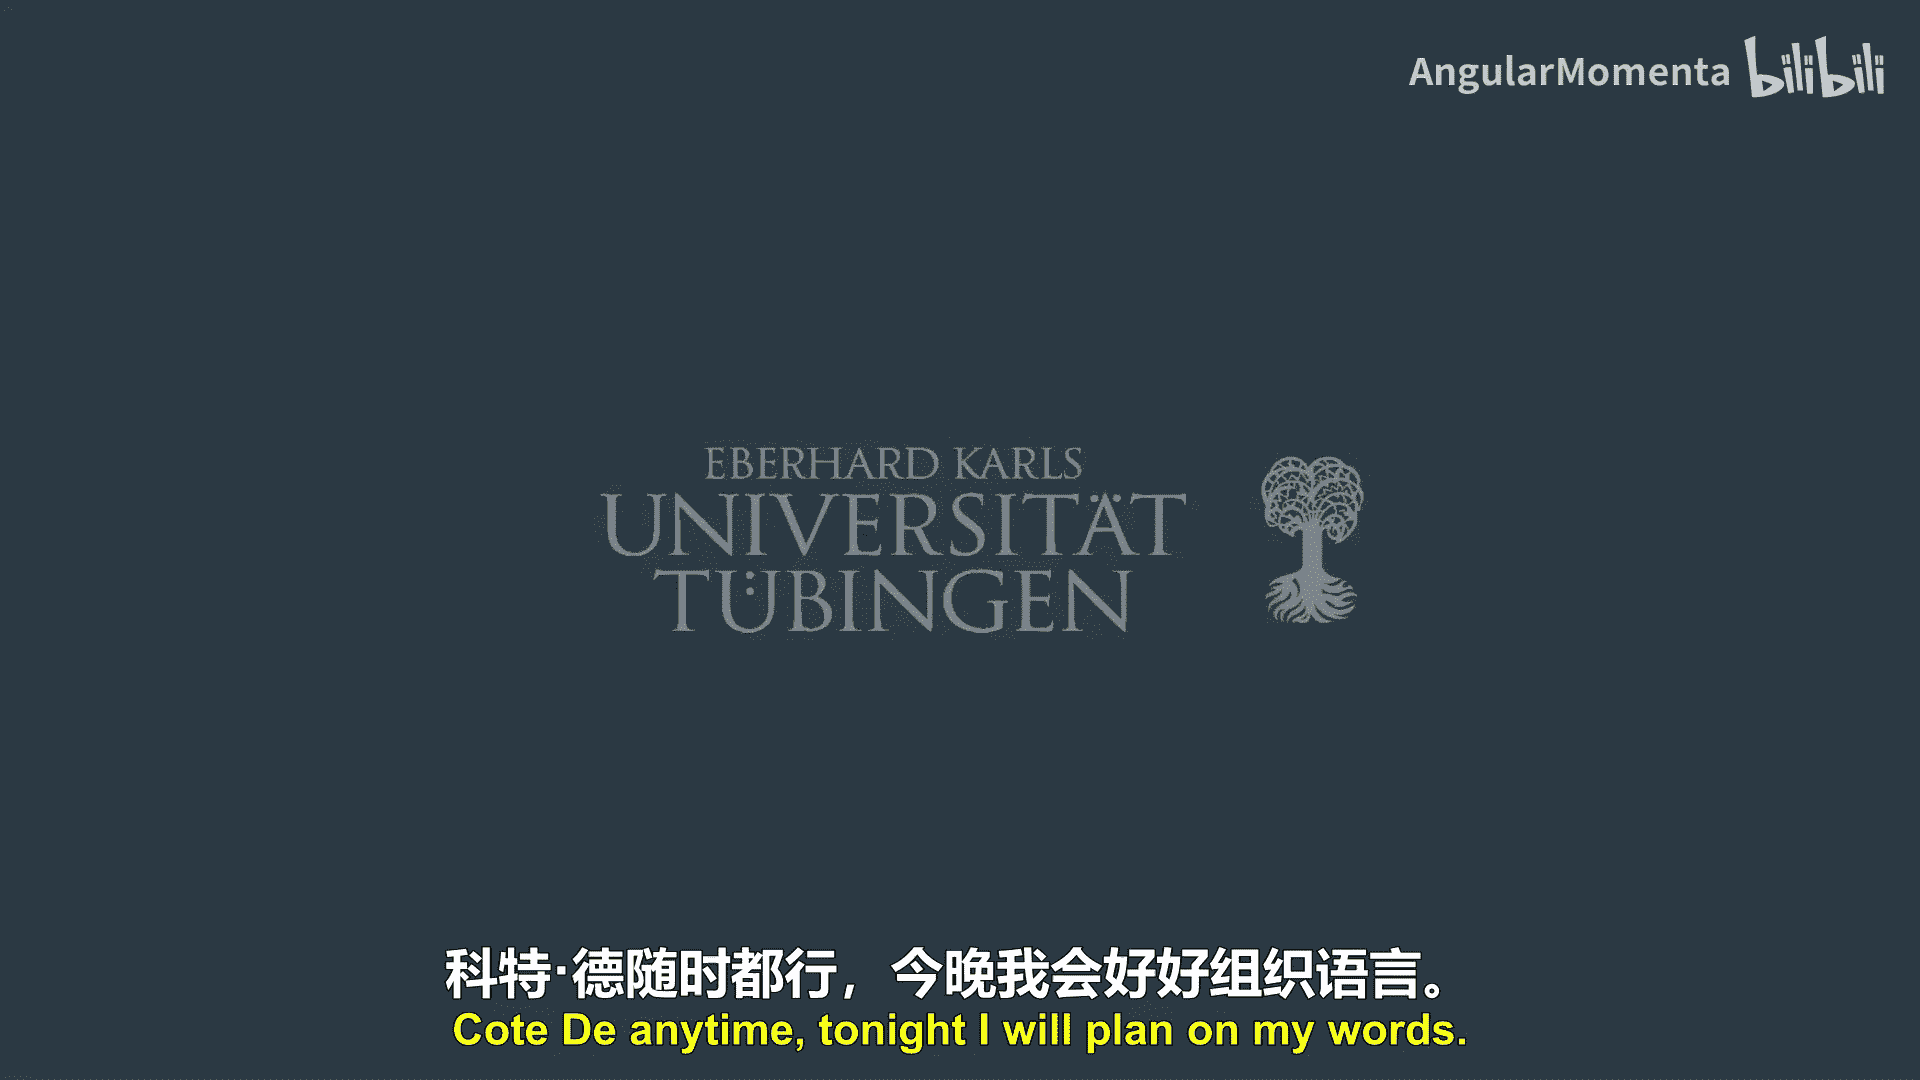 AngularMomenta bilibili
EBERHARD KARLS
UNIVERSITÄT
TÜBINGEN
科特·德随时都行，今晚我会好好组织语言。
Cote De anytime, tonight I will plan on my words.